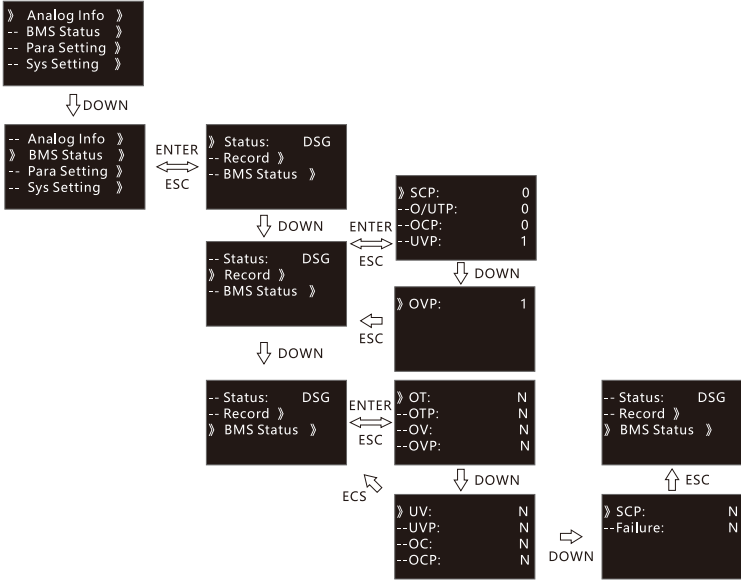 》 Analog Info 》
-- BMS Status 》
-- Para Setting 》
-- Sys Setting 》
DOWN
-- Analog Info 》
》 BMS Status 》
-- Para Setting 》
-- Sys Setting 》
ENTER
ESC
》 Status: DSG
-- Record 》
-- BMS Status 》
DOWN
-- Status: DSG
》 Record 》
-- BMS Status 》
ENTER
ESC
》 SCP: 0
--O/UTP: 0
--OCP: 0
--UVP: 1
DOWN
》 OVP: 1
ESC
DOWN
-- Status: DSG
-- Record 》
》 BMS Status 》
ENTER
ESC
》 OT: N
--OTP: N
--OV: N
--OVP: N
DOWN
ECS
》 UV: N
--UVP: N
--OC: N
--OCP: N
DOWN
》 SCP: N
--Failure: N
ESC
-- Status: DSG
-- Record 》
》 BMS Status 》